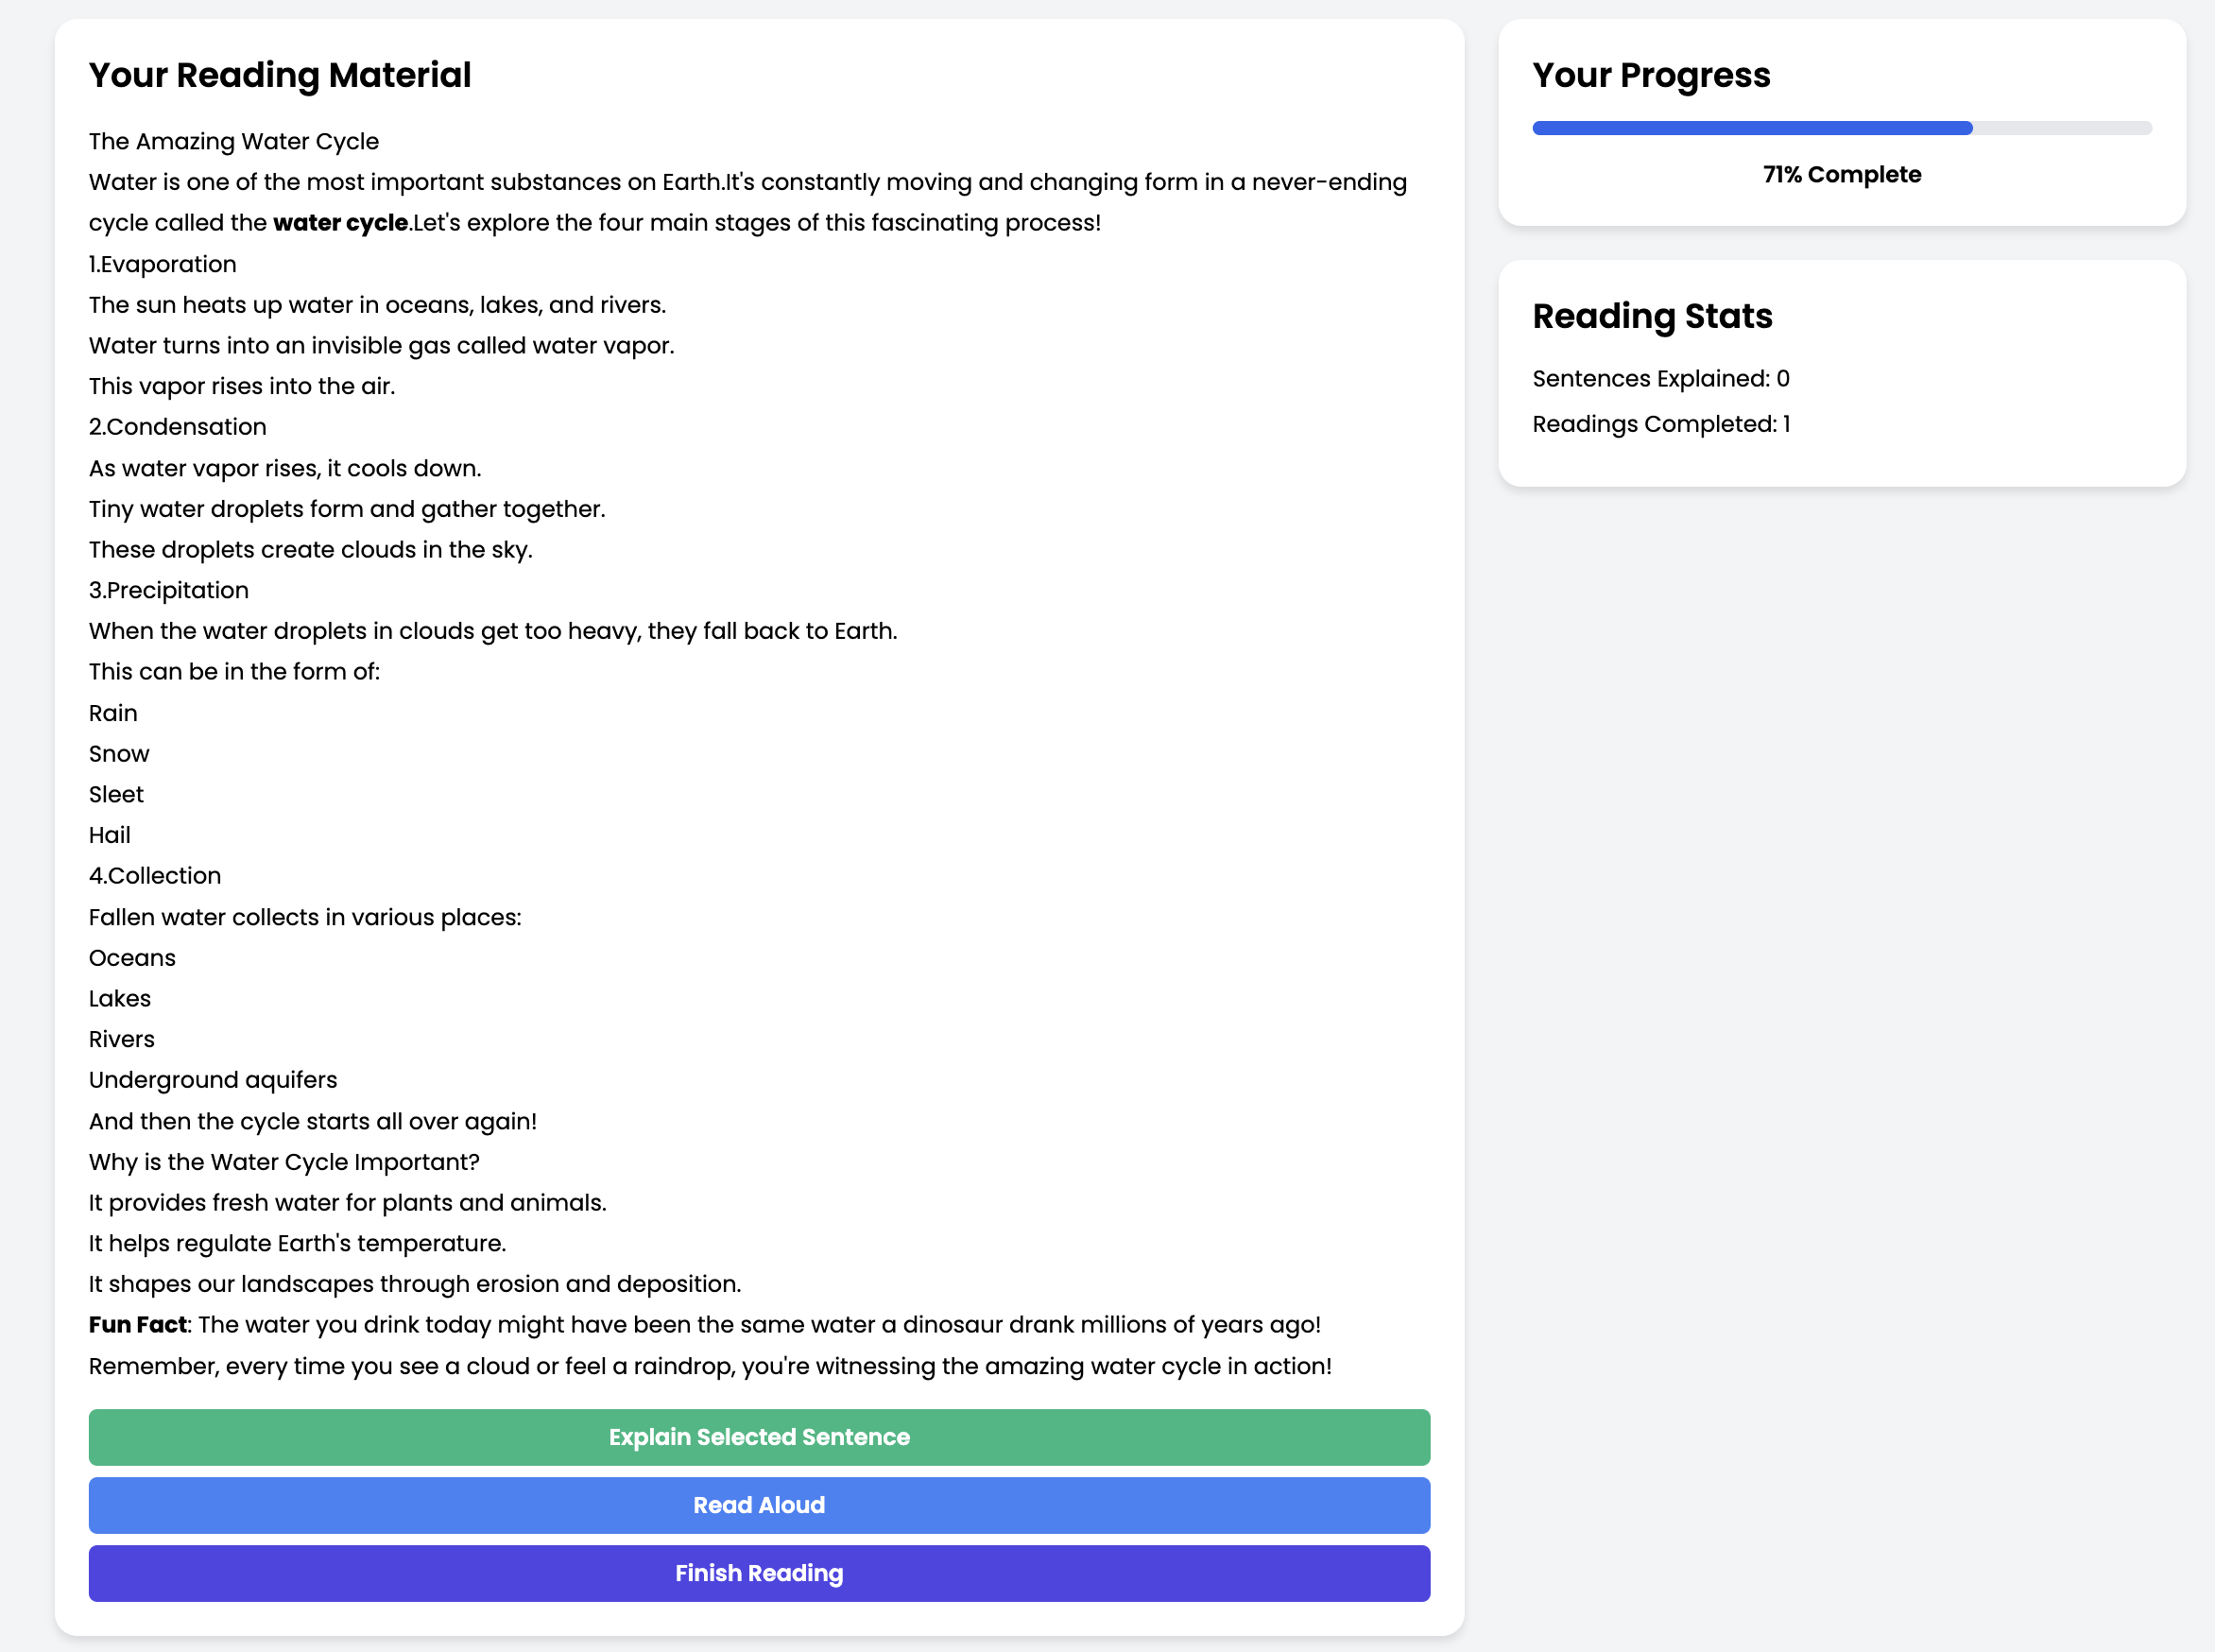 Your Reading Material
The Amazing Water Cycle
Water is one of the most important substances on Earth.It's constantly moving and changing form in a never-ending
cycle called the water cycle.Let's explore the four main stages of this fascinating process!
1.Evaporation
The sun heats up water in oceans, lakes, and rivers.
Water turns into an invisible gas called water vapor.
This vapor rises into the air.
2.Condensation
As water vapor rises, it cools down.
Tiny water droplets form and gather together.
These droplets create clouds in the sky.
3.Precipitation
When the water droplets in clouds get too heavy, they fall back to Earth.
This can be in the form of:
Rain
Snow
Sleet
Hail
4.Collection
Fallen water collects in various places:
Oceans
Lakes
Rivers
Underground aquifers
And then the cycle starts all over again!
Why is the Water Cycle Important?
It provides fresh water for plants and animals.
It helps regulate Earth's temperature.
It shapes our landscapes through erosion and deposition.
Fun Fact: The water you drink today might have been the same water a dinosaur drank millions of years ago!
Remember, every time you see a cloud or feel a raindrop, you're witnessing the amazing water cycle in action!
Explain Selected Sentence
Read Aloud
Finish Reading
Your Progress
71% Complete
Reading Stats
Sentences Explained: 0
Readings Completed: 1